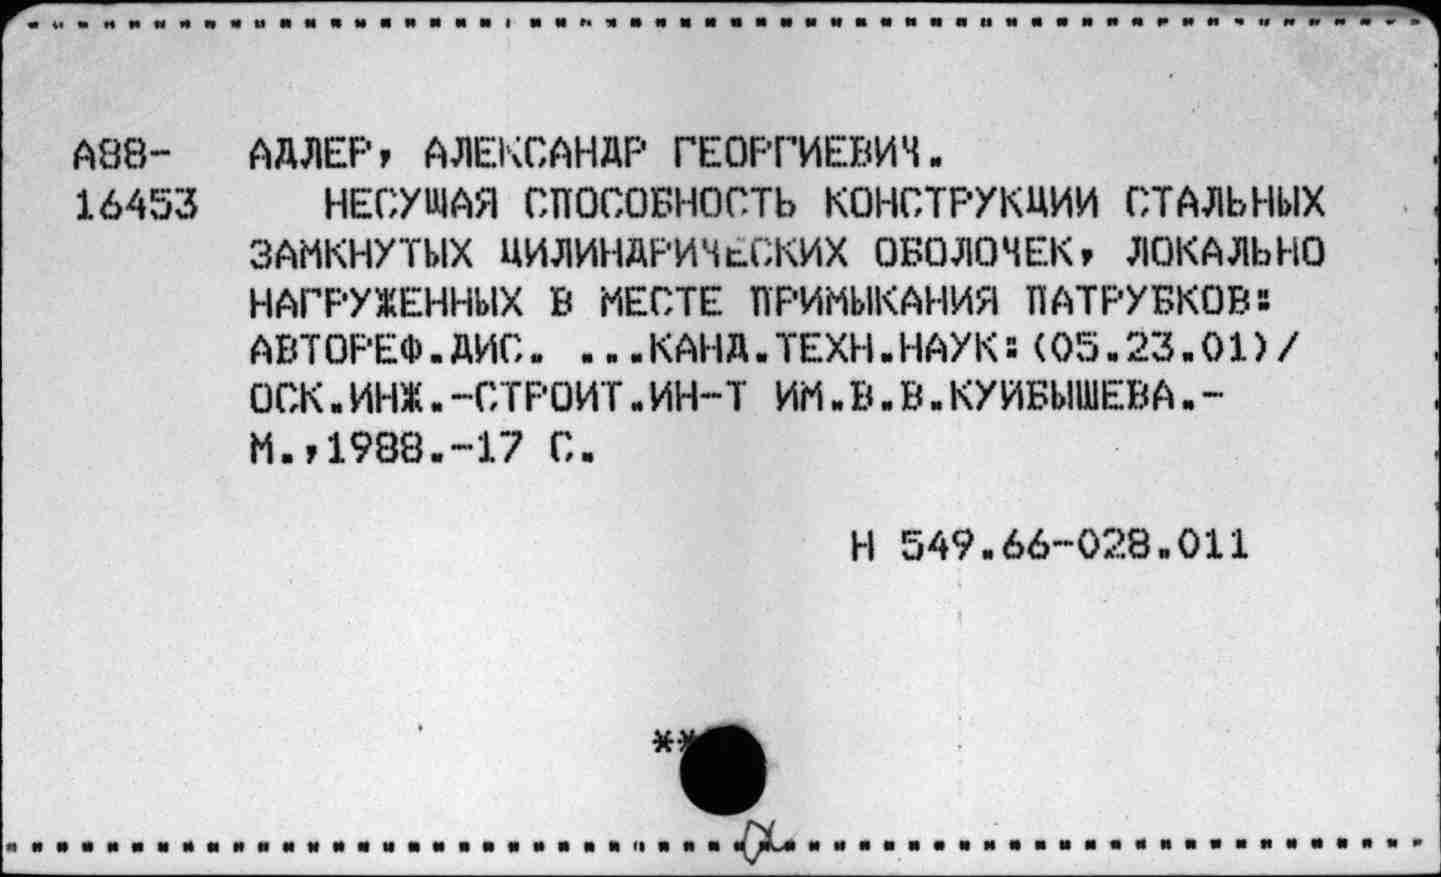 А88- АДЛЕР, АЛЕКСАНДР ГЕОРГИЕВИЧ.
16453 НЕСУЩАЯ СПОСОБНОСТЬ КОНСТРУКЦИИ СТАЛЬНЫХ
ЗАМКНУТЫХ ЦИЛИНДРИЧЕСКИХ ОБОЛОЧЕК, ЛОКАЛЬНО
НАГРУЖЕННЫХ В МЕСТЕ ПРИМЫКАНИЯ ПАТРУБКОВ:
АВТОРЕФ.ДИС. ...КАНД.ТЕХН.НАУК:(05.23.01)/
ОСК.ИНЖ.-СТРОИТ.ИН-Т ИМ.В.В.КУЙБЫШЕВА.-
М.,1988.-17 С.
Н 549.66-028.011
**